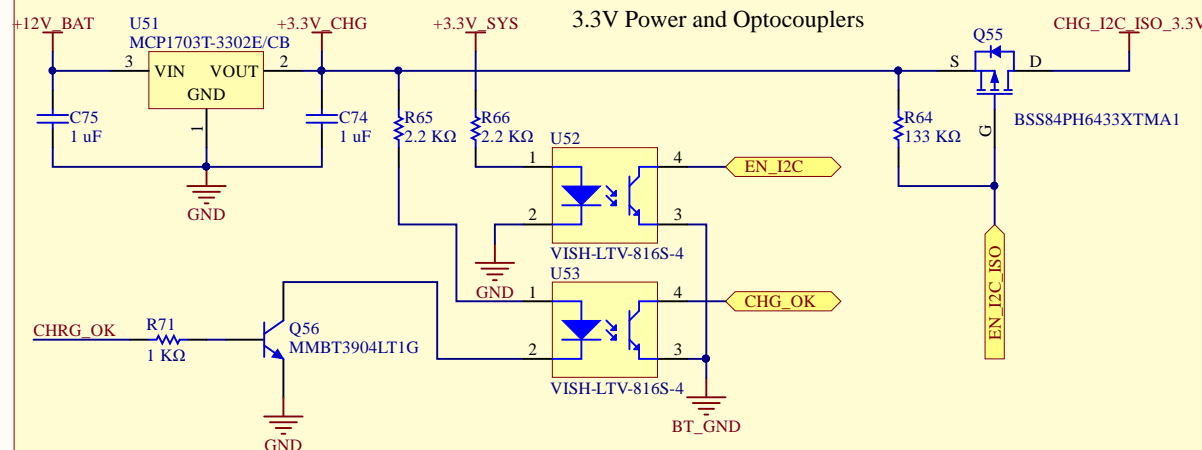 3.3V Power and Optocouplers
+12V_BAT
U51
MCP1703T-3302E/CB
+3.3V_CHG
+3.3V_SYS
Q55
CHG_I2C_ISO_3.3V
3
VIN
VOUT
2
GND
1
S
D
G
BSS84PH6433XTMA1
C75
1 uF
C74
1 uF
R65
2.2 KΩ
R66
2.2 KΩ
R64
133 KΩ
GND
U52
1
4
EN_I2C
2
3
VISH-LTV-816S-4
GND
U53
1
4
CHG_OK
2
3
VISH-LTV-816S-4
BT_GND
EN_I2C_ISO
CHRG_OK
R71
1 KΩ
Q56
MMBT3904LT1G
GND